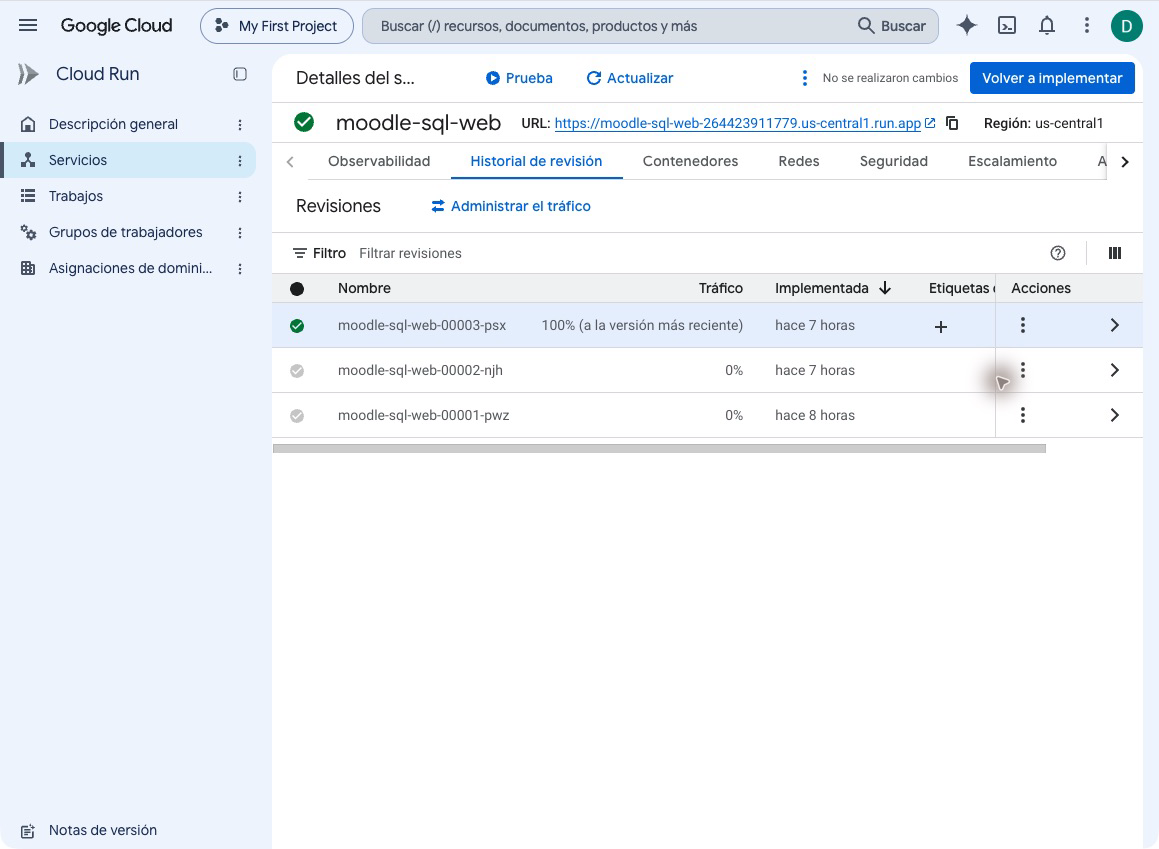 Google Cloud
My First Project
Buscar (/) recursos, documentos, productos y más
Buscar
D
Cloud Run
Descripción general
Servicios
Trabajos
Grupos de trabajadores
Asignaciones de domini...
Notas de versión
Detalles del s...
Prueba
Actualizar
No se realizaron cambios
Volver a implementar
moodle-sql-web
URL: https://moodle-sql-web-264423911779.us-central1.run.app
Región: us-central1
Observabilidad
Historial de revisión
Contenedores
Redes
Seguridad
Escalamiento
A
Revisiones
Administrar el tráfico
Filtro
Filtrar revisiones
Nombre Tráfico Implementada Etiquetas Acciones
moodle-sql-web-00003-psx 100% (a la versión más reciente) hace 7 horas
moodle-sql-web-00002-njh 0% hace 7 horas
moodle-sql-web-00001-pwz 0% hace 8 horas